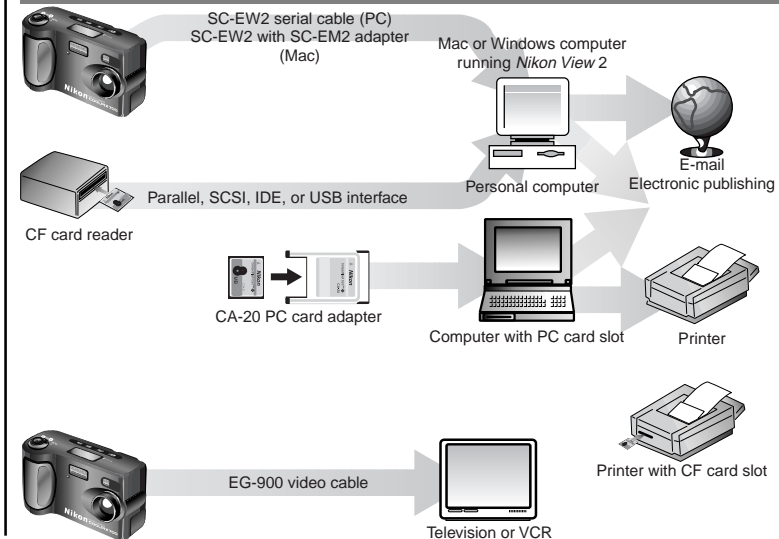 SC-EW2 serial cable (PC)
SC-EW2 with SC-EM2 adapter
(Mac)
Mac or Windows computer
running Nikon View 2
Nikon COOLPIX
E-mail
Electronic publishing
Personal computer
Parallel, SCSI, IDE, or USB interface
CF card reader
Nikon
CA-20 PC card adapter
Computer with PC card slot
Printer
Printer with CF card slot
EG-900 video cable
Nikon COOLPIX
Television or VCR